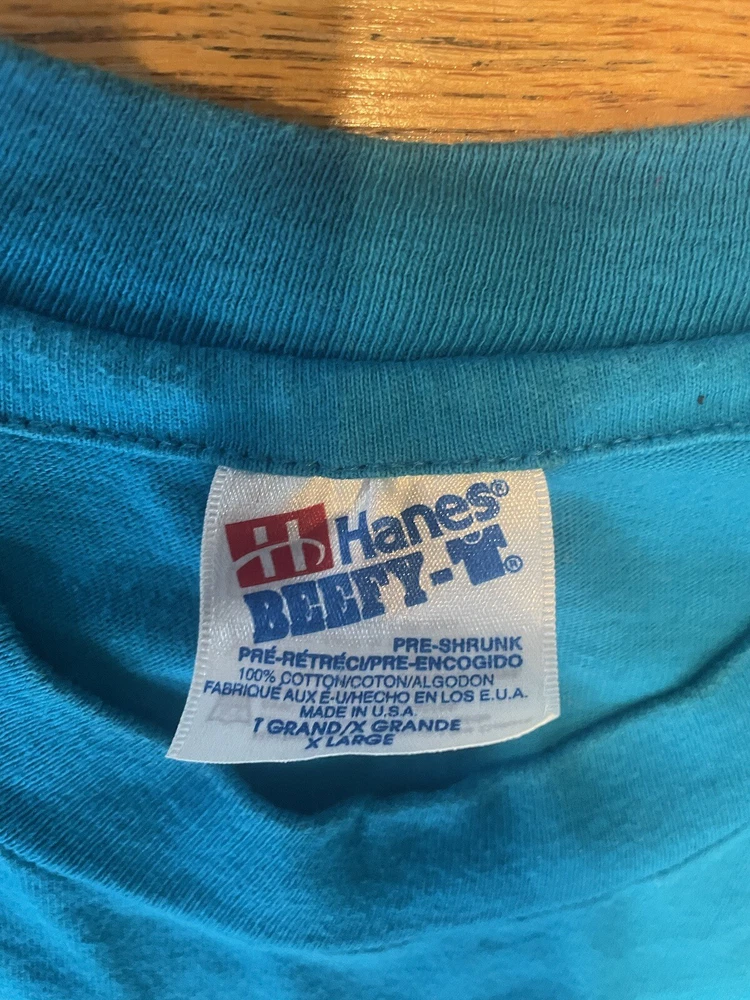 Hanes®
BEEFY-T®
PRE-SHRUNK
PRÉ-RÉTRÉCI/PRE-ENCOGIDO
100% COTTON/COTON/ALGODON
FABRIQUÉ AUX É-U/HECHO EN LOS E.U.A.
MADE IN U.S.A.
T GRAND/X GRANDE
X LARGE